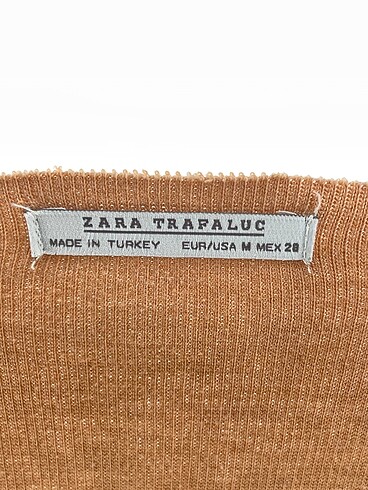 ZARA TRAFALUC
MADE IN TURKEY EUR/USA M MEX 28